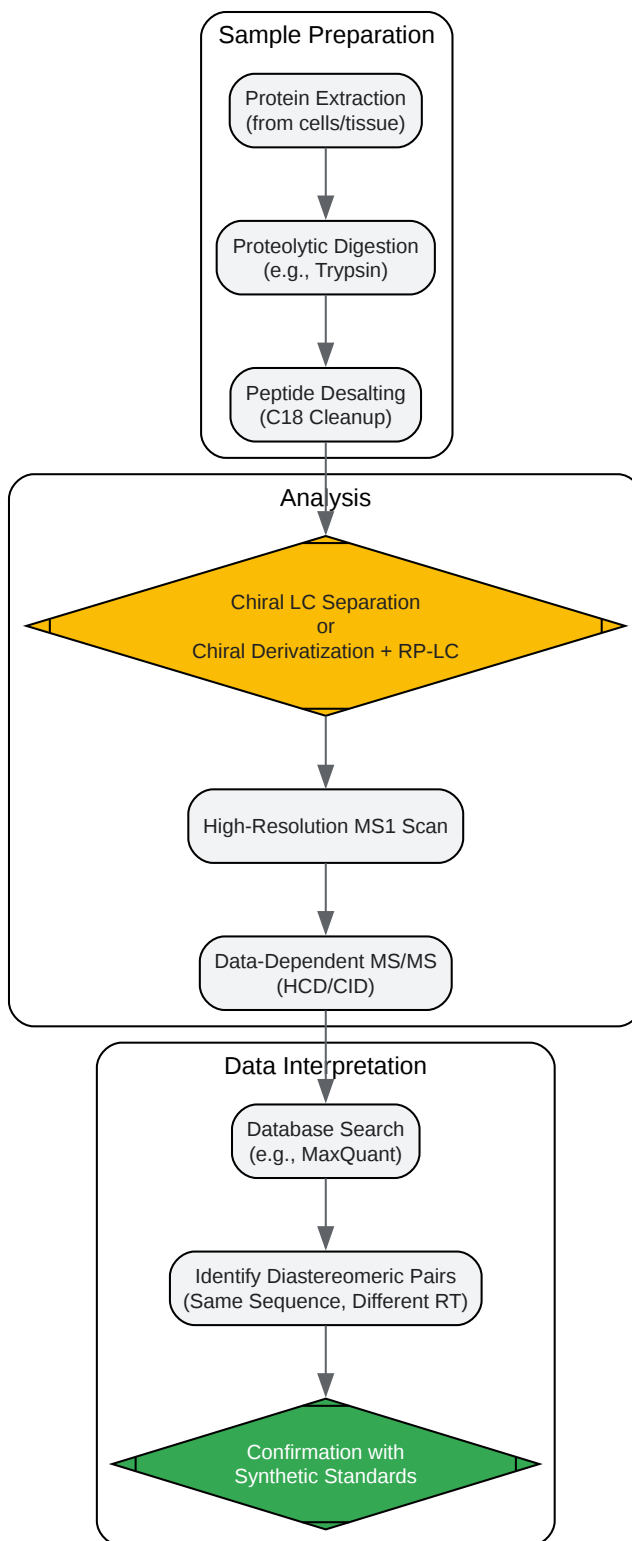 Sample Preparation
Protein Extraction
(from cells/tissue)
Proteolytic Digestion
(e.g., Trypsin)
Peptide Desalting
(C18 Cleanup)
Analysis
Chiral LC Separation
or
Chiral Derivatization + RP-LC
High-Resolution MS1 Scan
Data-Dependent MS/MS
(HCD/CID)
Data Interpretation
Database Search
(e.g., MaxQuant)
Identify Diastereomeric Pairs
(Same Sequence, Different RT)
Confirmation with
Synthetic Standards